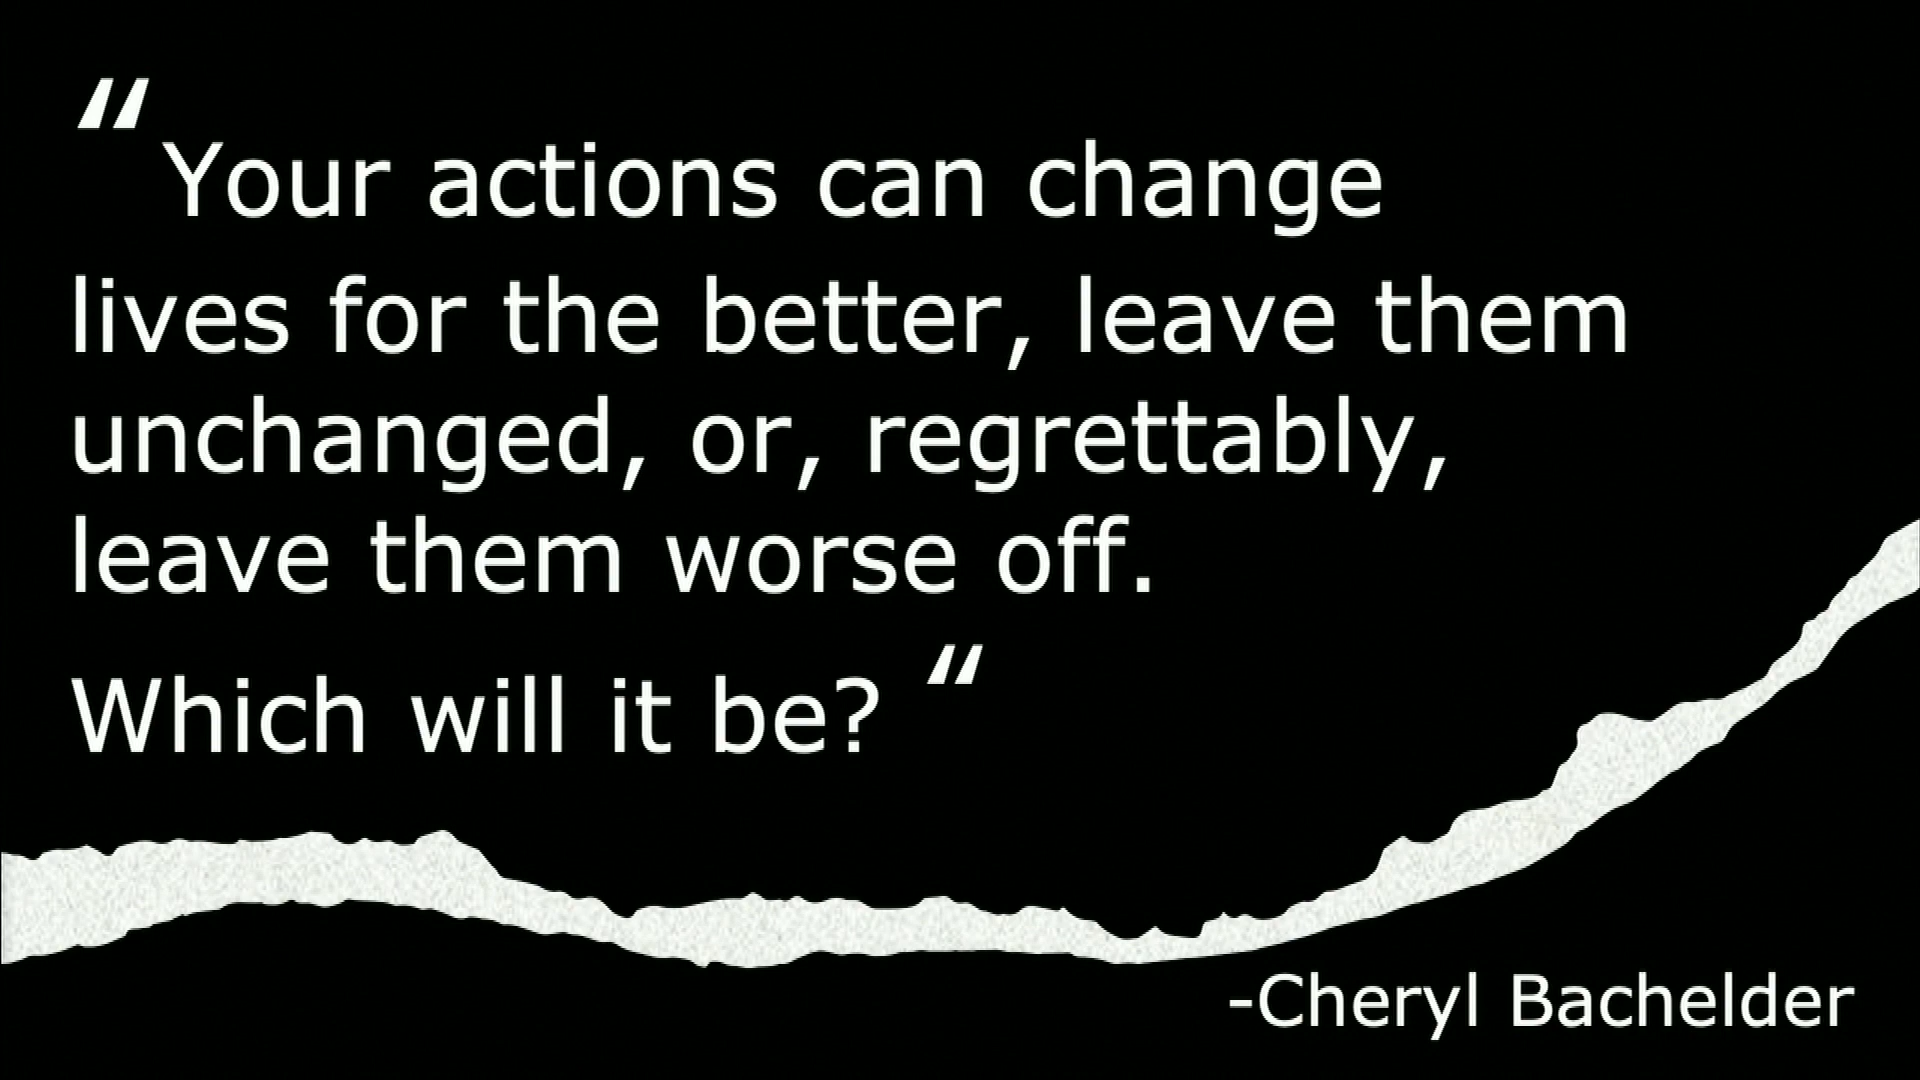 “Your actions can change
lives for the better, leave them
unchanged, or, regrettably,
leave them worse off.
Which will it be? “
-Cheryl Bachelder